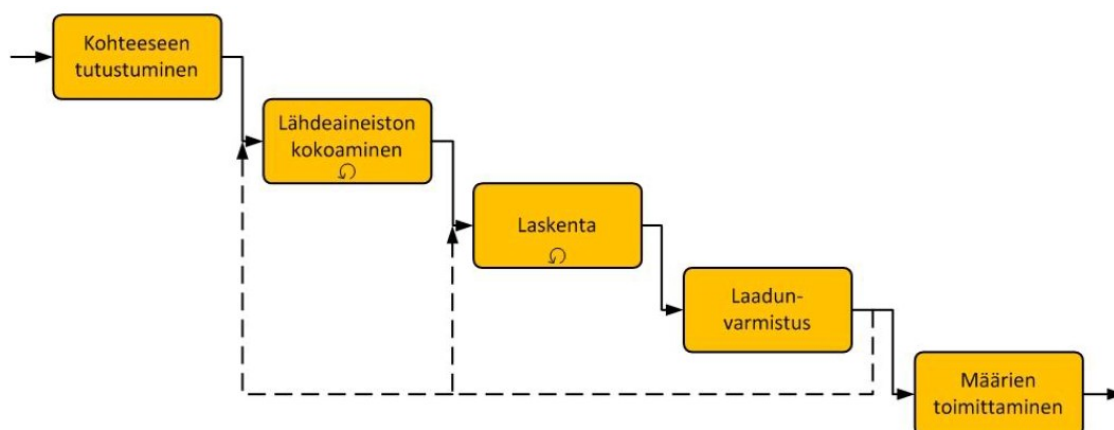 Kohteeseen
tutustuminen
Lähdeaineiston
kokoaminen
Laskenta
Laadun-
varmistus
Määrien
toimittaminen